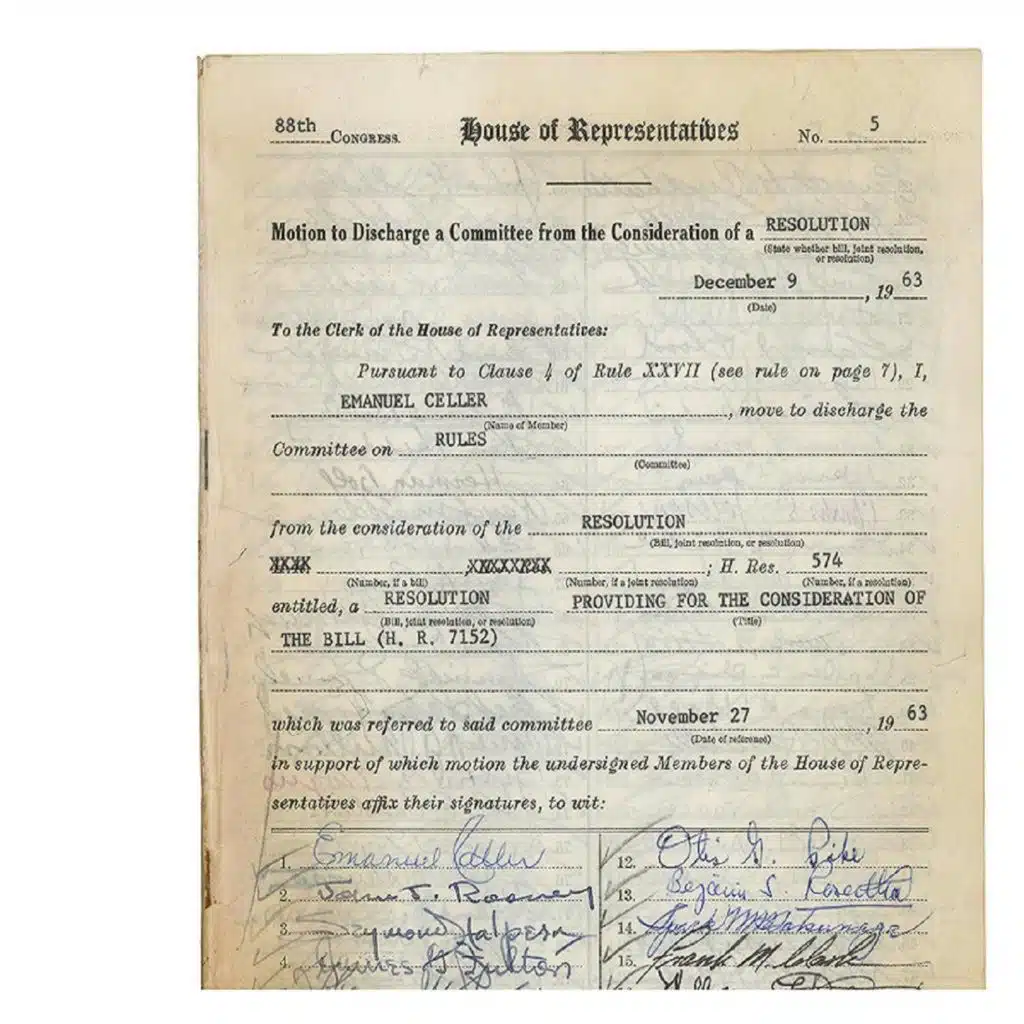 88th CONGRESS. House of Representatives No. 5
Motion to Discharge a Committee from the Consideration of a RESOLUTION
(State whether bill, joint resolution,
or resolution)
December 9, 1963
(Date)
To the Clerk of the House of Representatives:
Pursuant to Clause 4 of Rule XXVII (see rule on page 7), I,
EMANUEL CELLER, move to discharge the
(Name of Member)
Committee on RULES
(Committee)
from the consideration of the RESOLUTION
(Bill, joint resolution, or resolution)
XXXX ,XXXXXXXX ; H. Res. 574
(Number, if a bill) (Number, if a joint resolution) (Number, if a resolution)
entitled, a RESOLUTION PROVIDING FOR THE CONSIDERATION OF
(Bill, joint resolution, or resolution) (Title)
THE BILL (H. R. 7152)
which was referred to said committee November 27, 1963
(Date of reference)
in support of which motion the undersigned Members of the House of Repre-
sentatives affix their signatures, to wit:
1. Emanuel Celler
2. John J. Rooney
3. Seymour Halpern
4. James G. Fulton
12. Otis G. Pike
13. Benjamin S. Rosenthal
14. Spark M. Matsunaga
15. Frank M. Clark